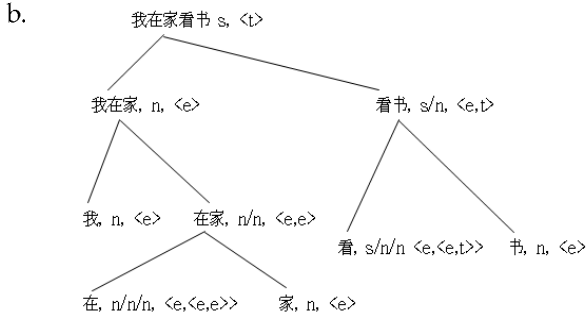 b.
我在家看书 s, <t>
我在家, n, <e>
看书, s/n, <e,t>
我, n, <e>
在家, n/n, <e,e>
看, s/n/n <e,<e,t>>
书, n, <e>
在, n/n/n, <e,<e,e>>
家, n, <e>